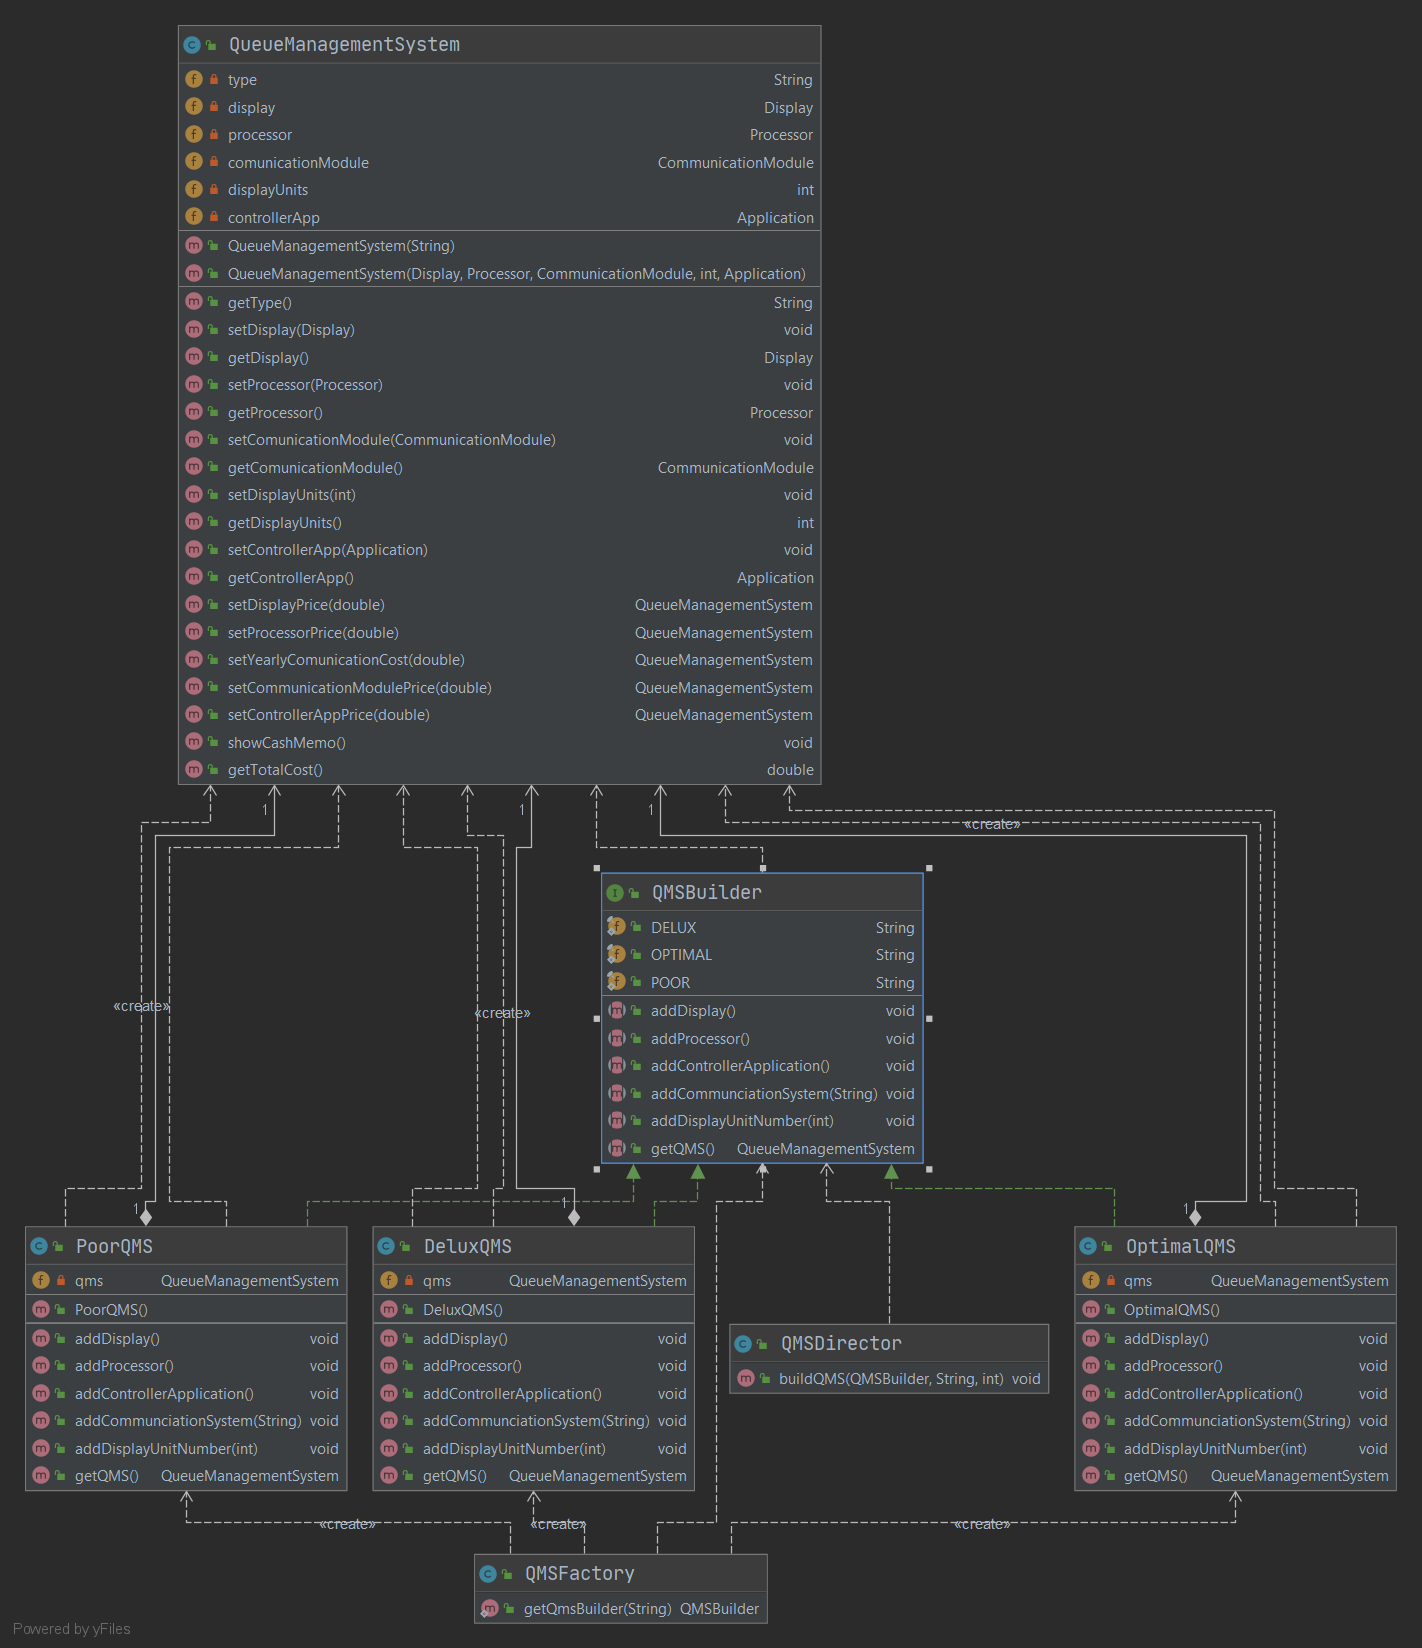 QueueManagementSystem
type String
display Display
processor Processor
comunicationModule CommunicationModule
displayUnits int
controllerApp Application
QueueManagementSystem(String)
QueueManagementSystem(Display, Processor, CommunicationModule, int, Application)
getType() String
setDisplay(Display) void
getDisplay() Display
setProcessor(Processor) void
getProcessor() Processor
setComunicationModule(CommunicationModule) void
getComunicationModule() CommunicationModule
setDisplayUnits(int) void
getDisplayUnits() int
setControllerApp(Application) void
getControllerApp() Application
setDisplayPrice(double) QueueManagementSystem
setProcessorPrice(double) QueueManagementSystem
setYearlyComunicationCost(double) QueueManagementSystem
setCommunicationModulePrice(double) QueueManagementSystem
setControllerAppPrice(double) QueueManagementSystem
showCashMemo() void
getTotalCost() double
1 1 1
«create»
QMSBuilder
DELUX String
OPTIMAL String
POOR String
addDisplay() void
addProcessor() void
addControllerApplication() void
addCommunciationSystem(String) void
addDisplayUnitNumber(int) void
getQMS() QueueManagementSystem
«create» «create»
1 1 1
PoorQMS
qms QueueManagementSystem
PoorQMS()
addDisplay() void
addProcessor() void
addControllerApplication() void
addCommunciationSystem(String) void
addDisplayUnitNumber(int) void
getQMS() QueueManagementSystem
DeluxQMS
qms QueueManagementSystem
DeluxQMS()
addDisplay() void
addProcessor() void
addControllerApplication() void
addCommunciationSystem(String) void
addDisplayUnitNumber(int) void
getQMS() QueueManagementSystem
QMSDirector
buildQMS(QMSBuilder, String, int) void
OptimalQMS
qms QueueManagementSystem
OptimalQMS()
addDisplay() void
addProcessor() void
addControllerApplication() void
addCommunciationSystem(String) void
addDisplayUnitNumber(int) void
getQMS() QueueManagementSystem
«create» «create» «create»
QMSFactory
getQmsBuilder(String) QMSBuilder
Powered by yFiles